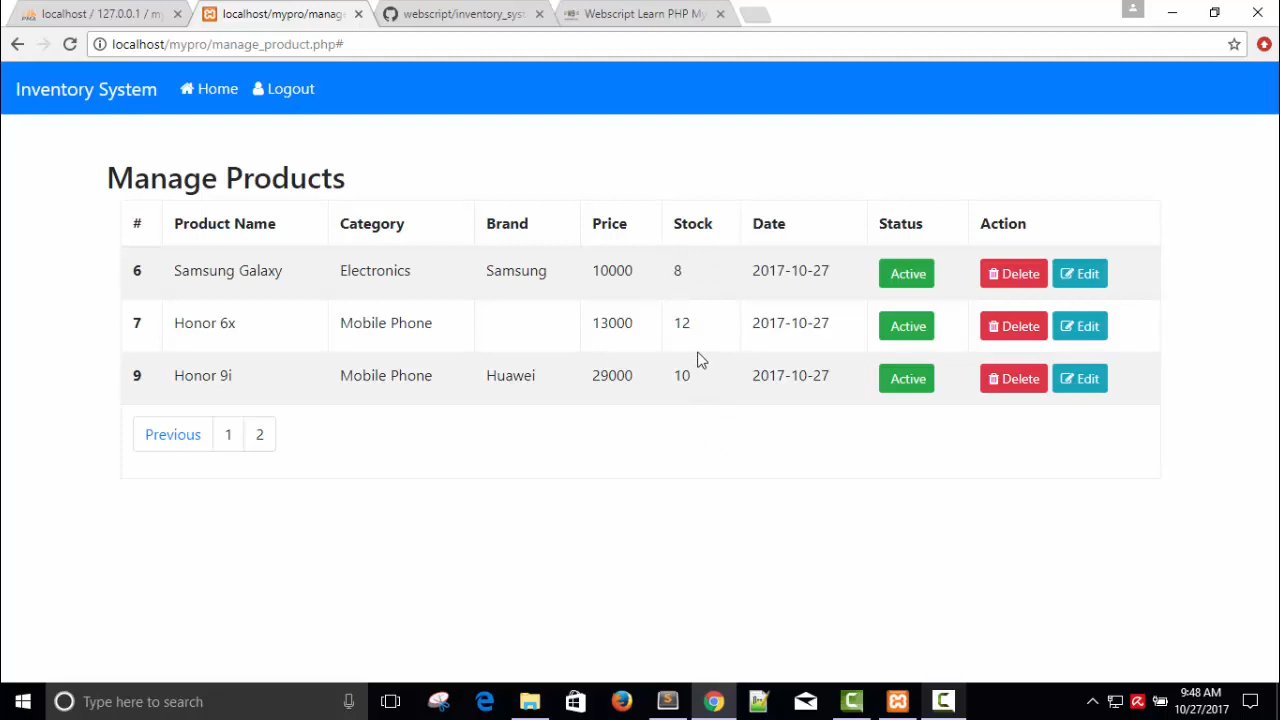 localhost / 127.0.0.1 / my
localhost/mypro/manage
webscript/inventory_syst
Webscript Learn PHP My
localhost/mypro/manage_product.php#
Inventory System Home Logout
Manage Products
# Product Name Category Brand Price Stock Date Status Action
6 Samsung Galaxy Electronics Samsung 10000 8 2017-10-27 Active Delete Edit
7 Honor 6x Mobile Phone 13000 12 2017-10-27 Active Delete Edit
9 Honor 9i Mobile Phone Huawei 29000 10 2017-10-27 Active Delete Edit
Previous 1 2
Type here to search
9:48 AM
10/27/2017